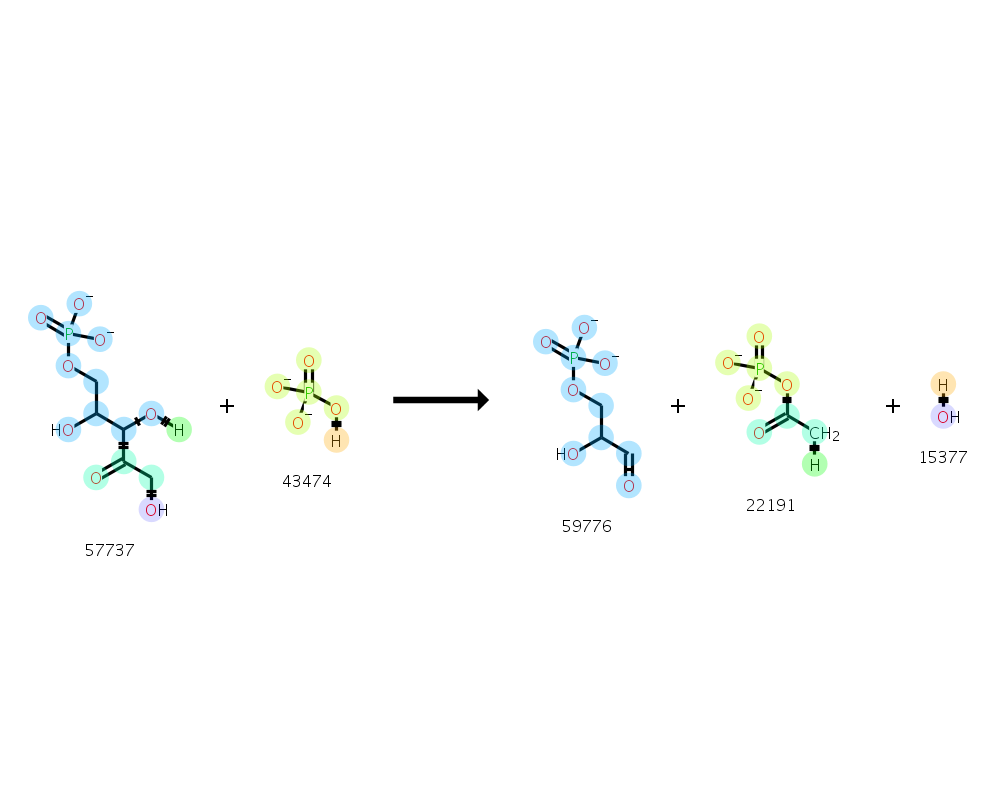 O O⁻
P O⁻
O
HO O H
O
OH
57737
+
O
O⁻ P O
O⁻ H
43474
O O⁻
P O⁻
O
HO O
59776
+
O
O⁻ P O
O⁻
O CH₂
H
22191
+
H
OH
15377